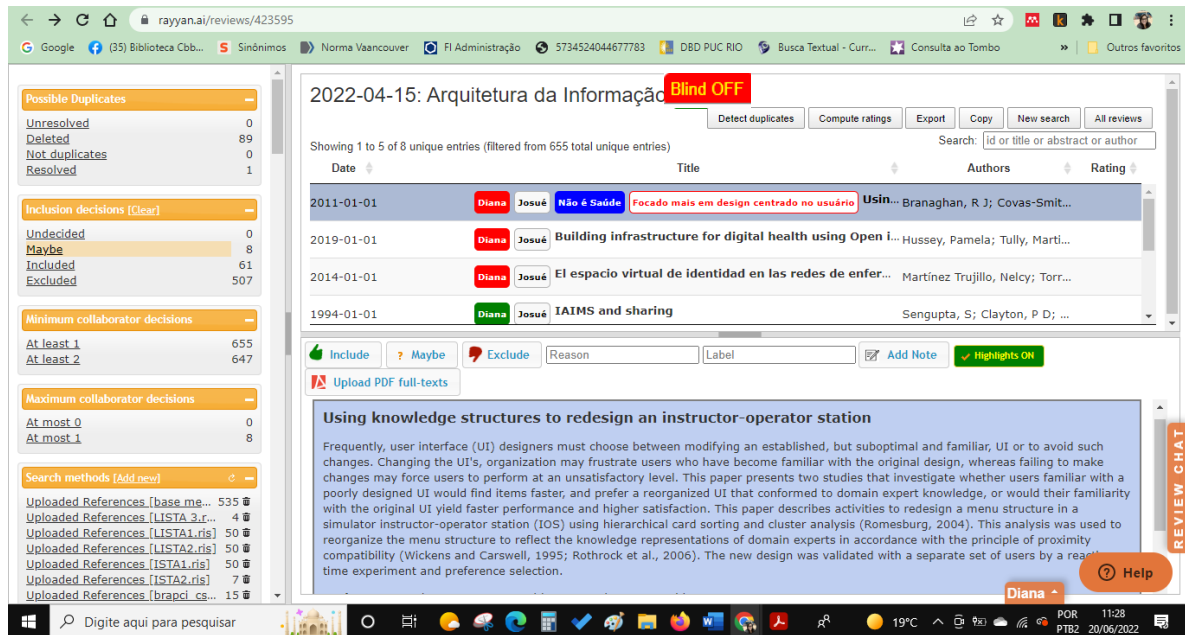 rayyan.ai/reviews/423595
Google (35) Biblioteca Cbb... Sinônimos Norma Vaancouver FI Administração 5734524044677783 DBD PUC RIO Busca Textual - Curr... Consulta ao Tombo » Outros favoritos
Possible Duplicates
Unresolved 0
Deleted 89
Not duplicates 0
Resolved 1
Inclusion decisions [Clear]
Undecided 0
Maybe 8
Included 61
Excluded 507
Minimum collaborator decisions
At least 1 655
At least 2 647
Maximum collaborator decisions
At most 0 0
At most 1 8
Search methods [Add new]
Uploaded References [base me... 535
Uploaded References [LISTA 3.r... 4
Uploaded References [LISTA1.ris] 50
Uploaded References [LISTA2.ris] 50
Uploaded References [ISTA1.ris] 50
Uploaded References [ISTA2.ris] 7
Uploaded References [brapci_cs... 15
2022-04-15: Arquitetura da Informação Blind OFF
Detect duplicates Compute ratings Export Copy New search All reviews
Showing 1 to 5 of 8 unique entries (filtered from 655 total unique entries) Search: id or title or abstract or author
Date Title Authors Rating
2011-01-01 Diana Josué Não é Saúde Focado mais em design centrado no usuário Usin... Branaghan, R J; Covas-Smit...
2019-01-01 Diana Josué Building infrastructure for digital health using Open i... Hussey, Pamela; Tully, Marti...
2014-01-01 Diana Josué El espacio virtual de identidad en las redes de enfer... Martínez Trujillo, Nelcy; Torr...
1994-01-01 Diana Josué IAIMS and sharing Sengupta, S; Clayton, P D; ...
Include ? Maybe Exclude Reason Label Add Note Highlights ON
Upload PDF full-texts
Using knowledge structures to redesign an instructor-operator station
Frequently, user interface (UI) designers must choose between modifying an established, but suboptimal and familiar, UI or to avoid such
changes. Changing the UI's, organization may frustrate users who have become familiar with the original design, whereas failing to make
changes may force users to perform at an unsatisfactory level. This paper presents two studies that investigate whether users familiar with a
poorly designed UI would find items faster, and prefer a reorganized UI that conformed to domain expert knowledge, or would their familiarity
with the original UI yield faster performance and higher satisfaction. This paper describes activities to redesign a menu structure in a
simulator instructor-operator station (IOS) using hierarchical card sorting and cluster analysis (Romesburg, 2004). This analysis was used to
reorganize the menu structure to reflect the knowledge representations of domain experts in accordance with the principle of proximity
compatibility (Wickens and Carswell, 1995; Rothrock et al., 2006). The new design was validated with a separate set of users by a
time experiment and preference selection.
REVIEW CHAT
Help
Diana
Digite aqui para pesquisar 19°C POR 11:28
PTB2 20/06/2022